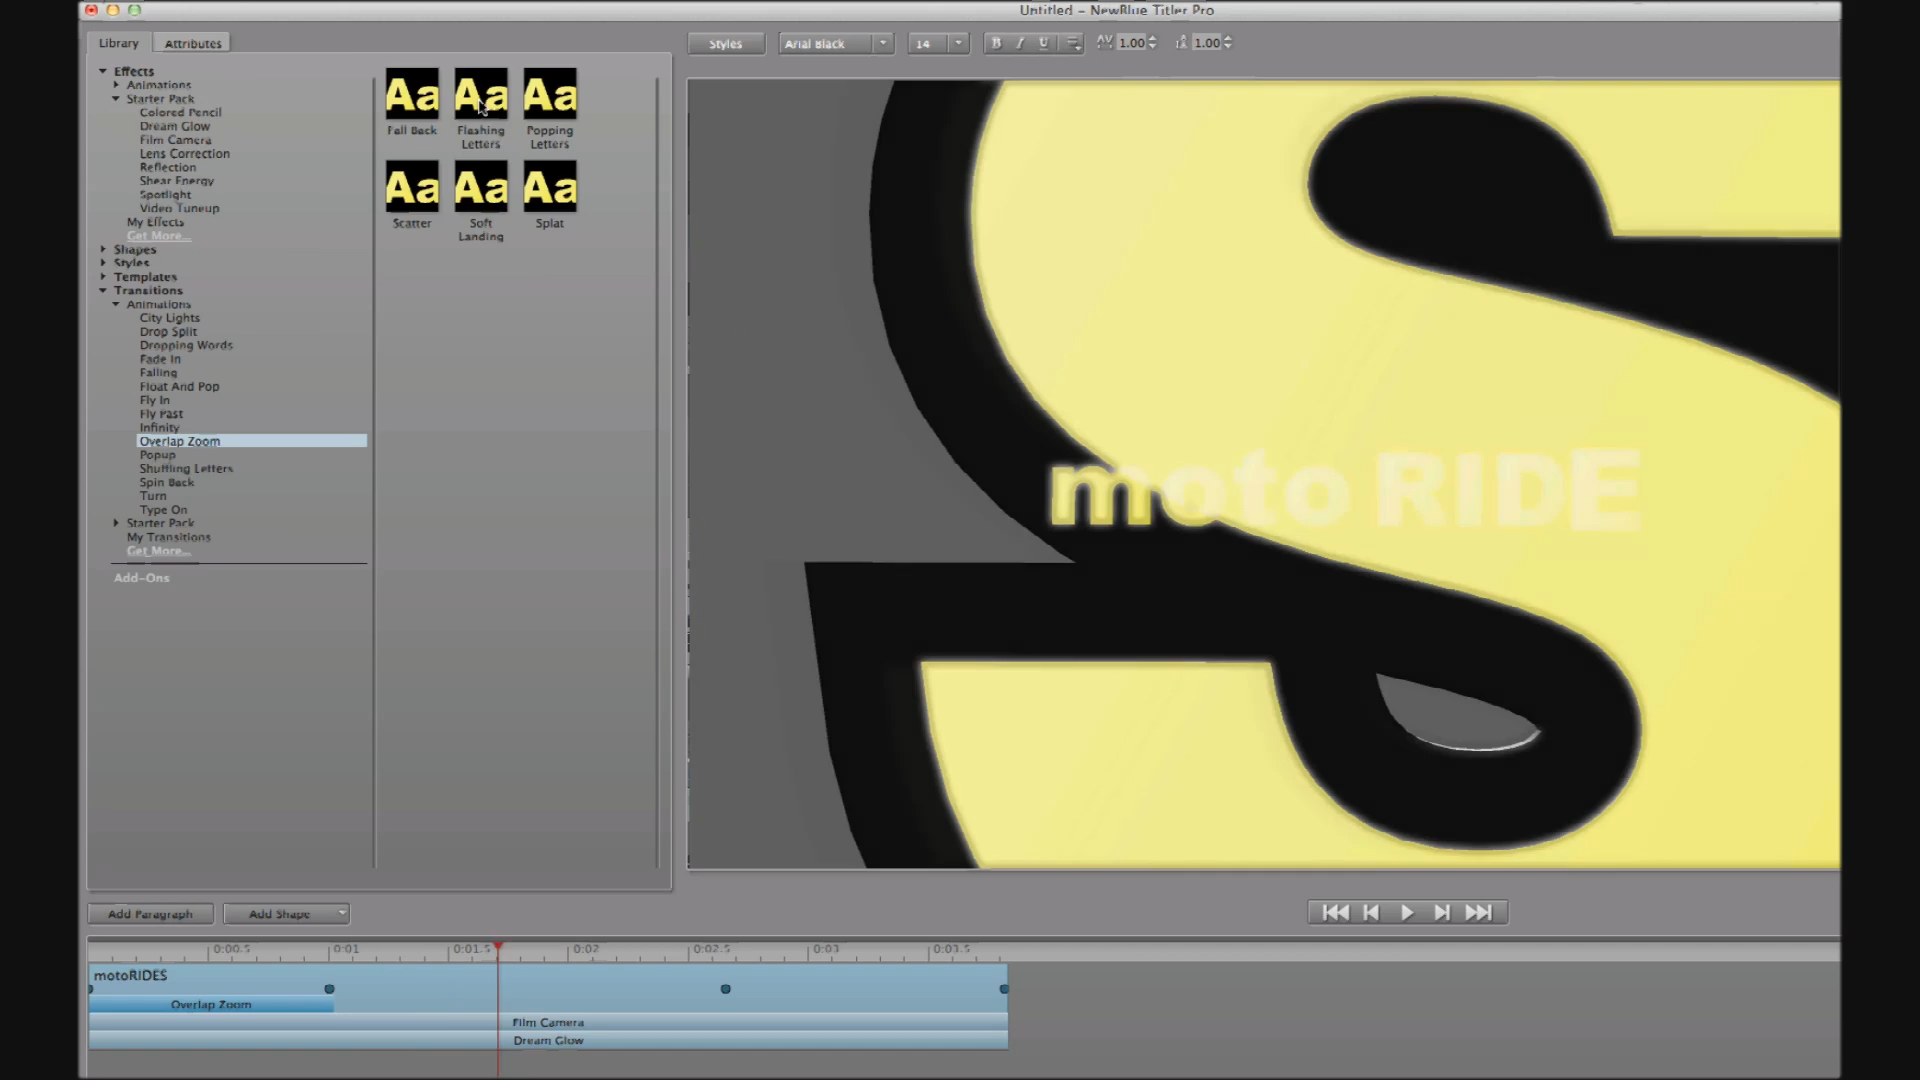 Untitled - NewBlue Titler Pro
Library Attributes
Styles Arial Black 14 B I U AV 1.00 1.00
Effects
Animations
Starter Pack
Colored Pencil
Dream Glow
Film Camera
Lens Correction
Reflection
Shear Energy
Spotlight
Video Tuneup
My Effects
Get More...
Shapes
Styles
Templates
Transitions
Animations
City Lights
Drop Split
Dropping Words
Fade In
Falling
Float And Pop
Fly In
Fly Past
Infinity
Overlap Zoom
Popup
Shuffling Letters
Spin Back
Turn
Type On
Starter Pack
My Transitions
Get More...
Add-Ons
Aa Aa Aa
Fall Back
Flashing
Letters
Popping
Letters
Aa Aa Aa
Scatter
Soft
Landing
Splat
S
moto RIDE
Add Paragraph Add Shape
0:00.5 0:01 0:01.5 0:02 0:02.5 0:03 0:03.5
motoRIDES
Overlap Zoom
Film Camera
Dream Glow